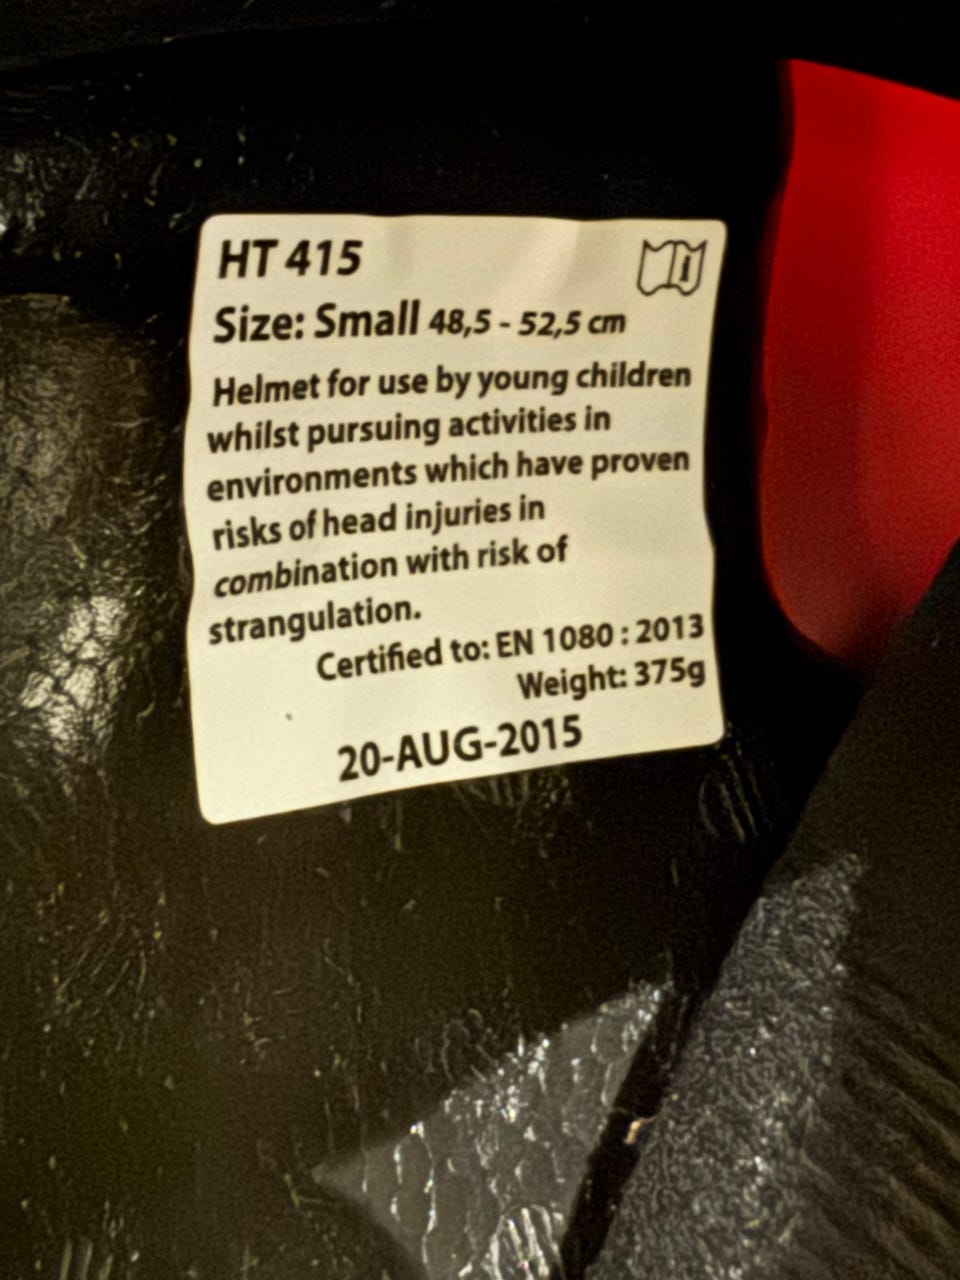 HT 415
Size: Small 48,5 - 52,5 cm
Helmet for use by young children
whilst pursuing activities in
environments which have proven
risks of head injuries in
combination with risk of
strangulation.
Certified to: EN 1080 : 2013
Weight: 375g
20-AUG-2015